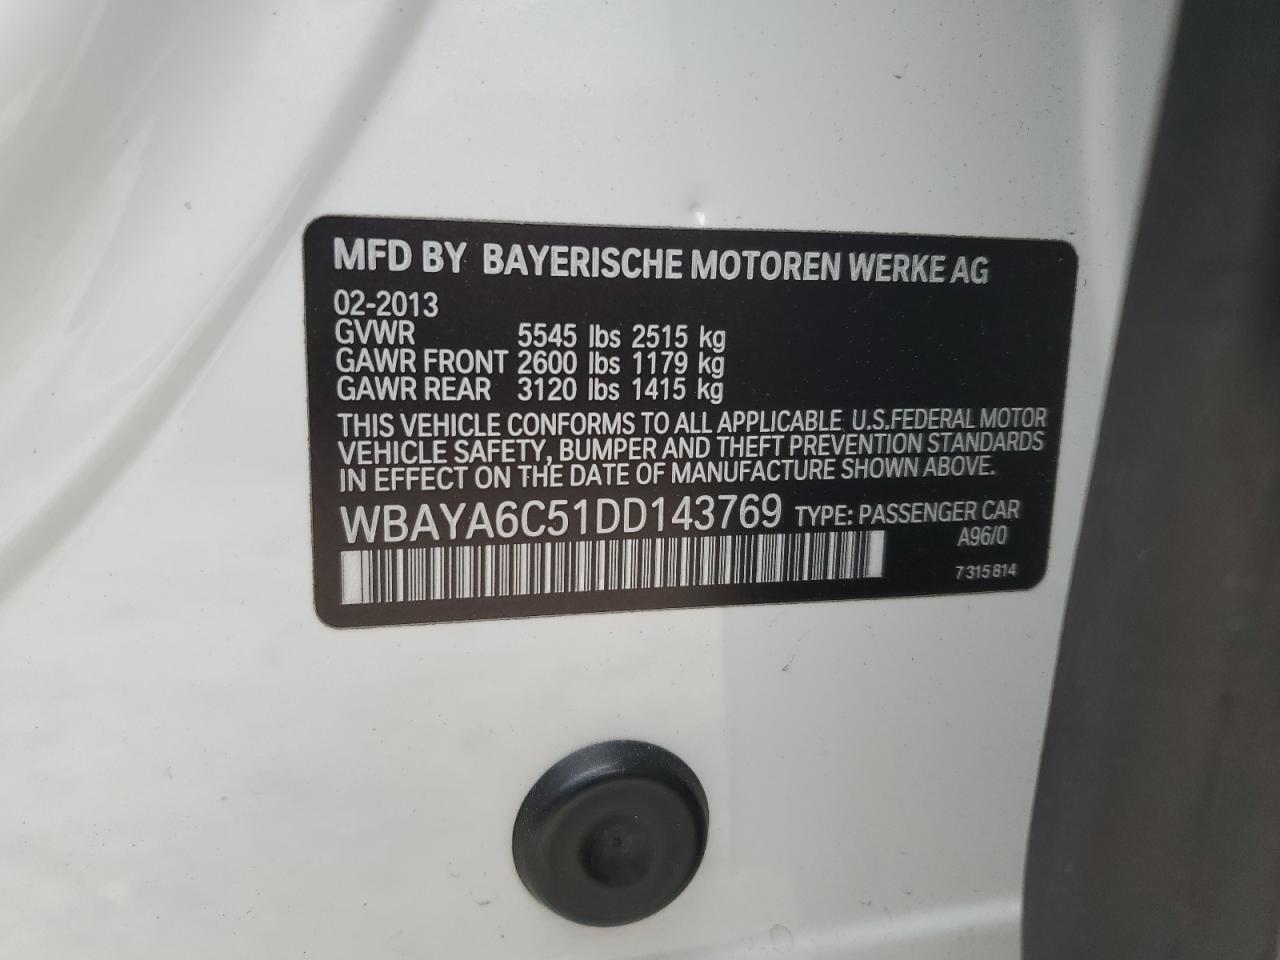 MFD BY BAYERISCHE MOTOREN WERKE AG
02-2013
GVWR 5545 lbs 2515 kg
GAWR FRONT 2600 lbs 1179 kg
GAWR REAR 3120 lbs 1415 kg
THIS VEHICLE CONFORMS TO ALL APPLICABLE U.S.FEDERAL MOTOR
VEHICLE SAFETY, BUMPER AND THEFT PREVENTION STANDARDS
IN EFFECT ON THE DATE OF MANUFACTURE SHOWN ABOVE.
WBAYA6C51DD143769 TYPE: PASSENGER CAR
A96/0
7 315 814